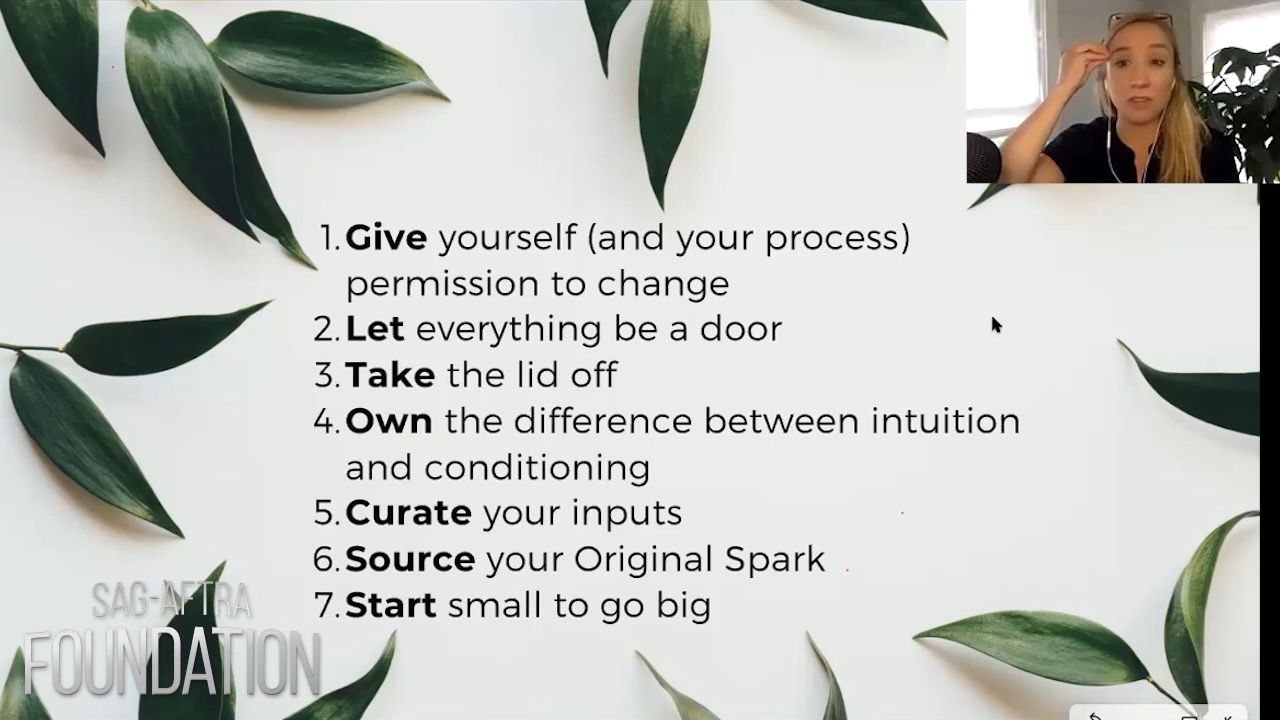 1. Give yourself (and your process)
permission to change
2. Let everything be a door
3. Take the lid off
4. Own the difference between intuition
and conditioning
5. Curate your inputs
6. Source your Original Spark
7. Start small to go big
SAG-AFTRA
FOUNDATION